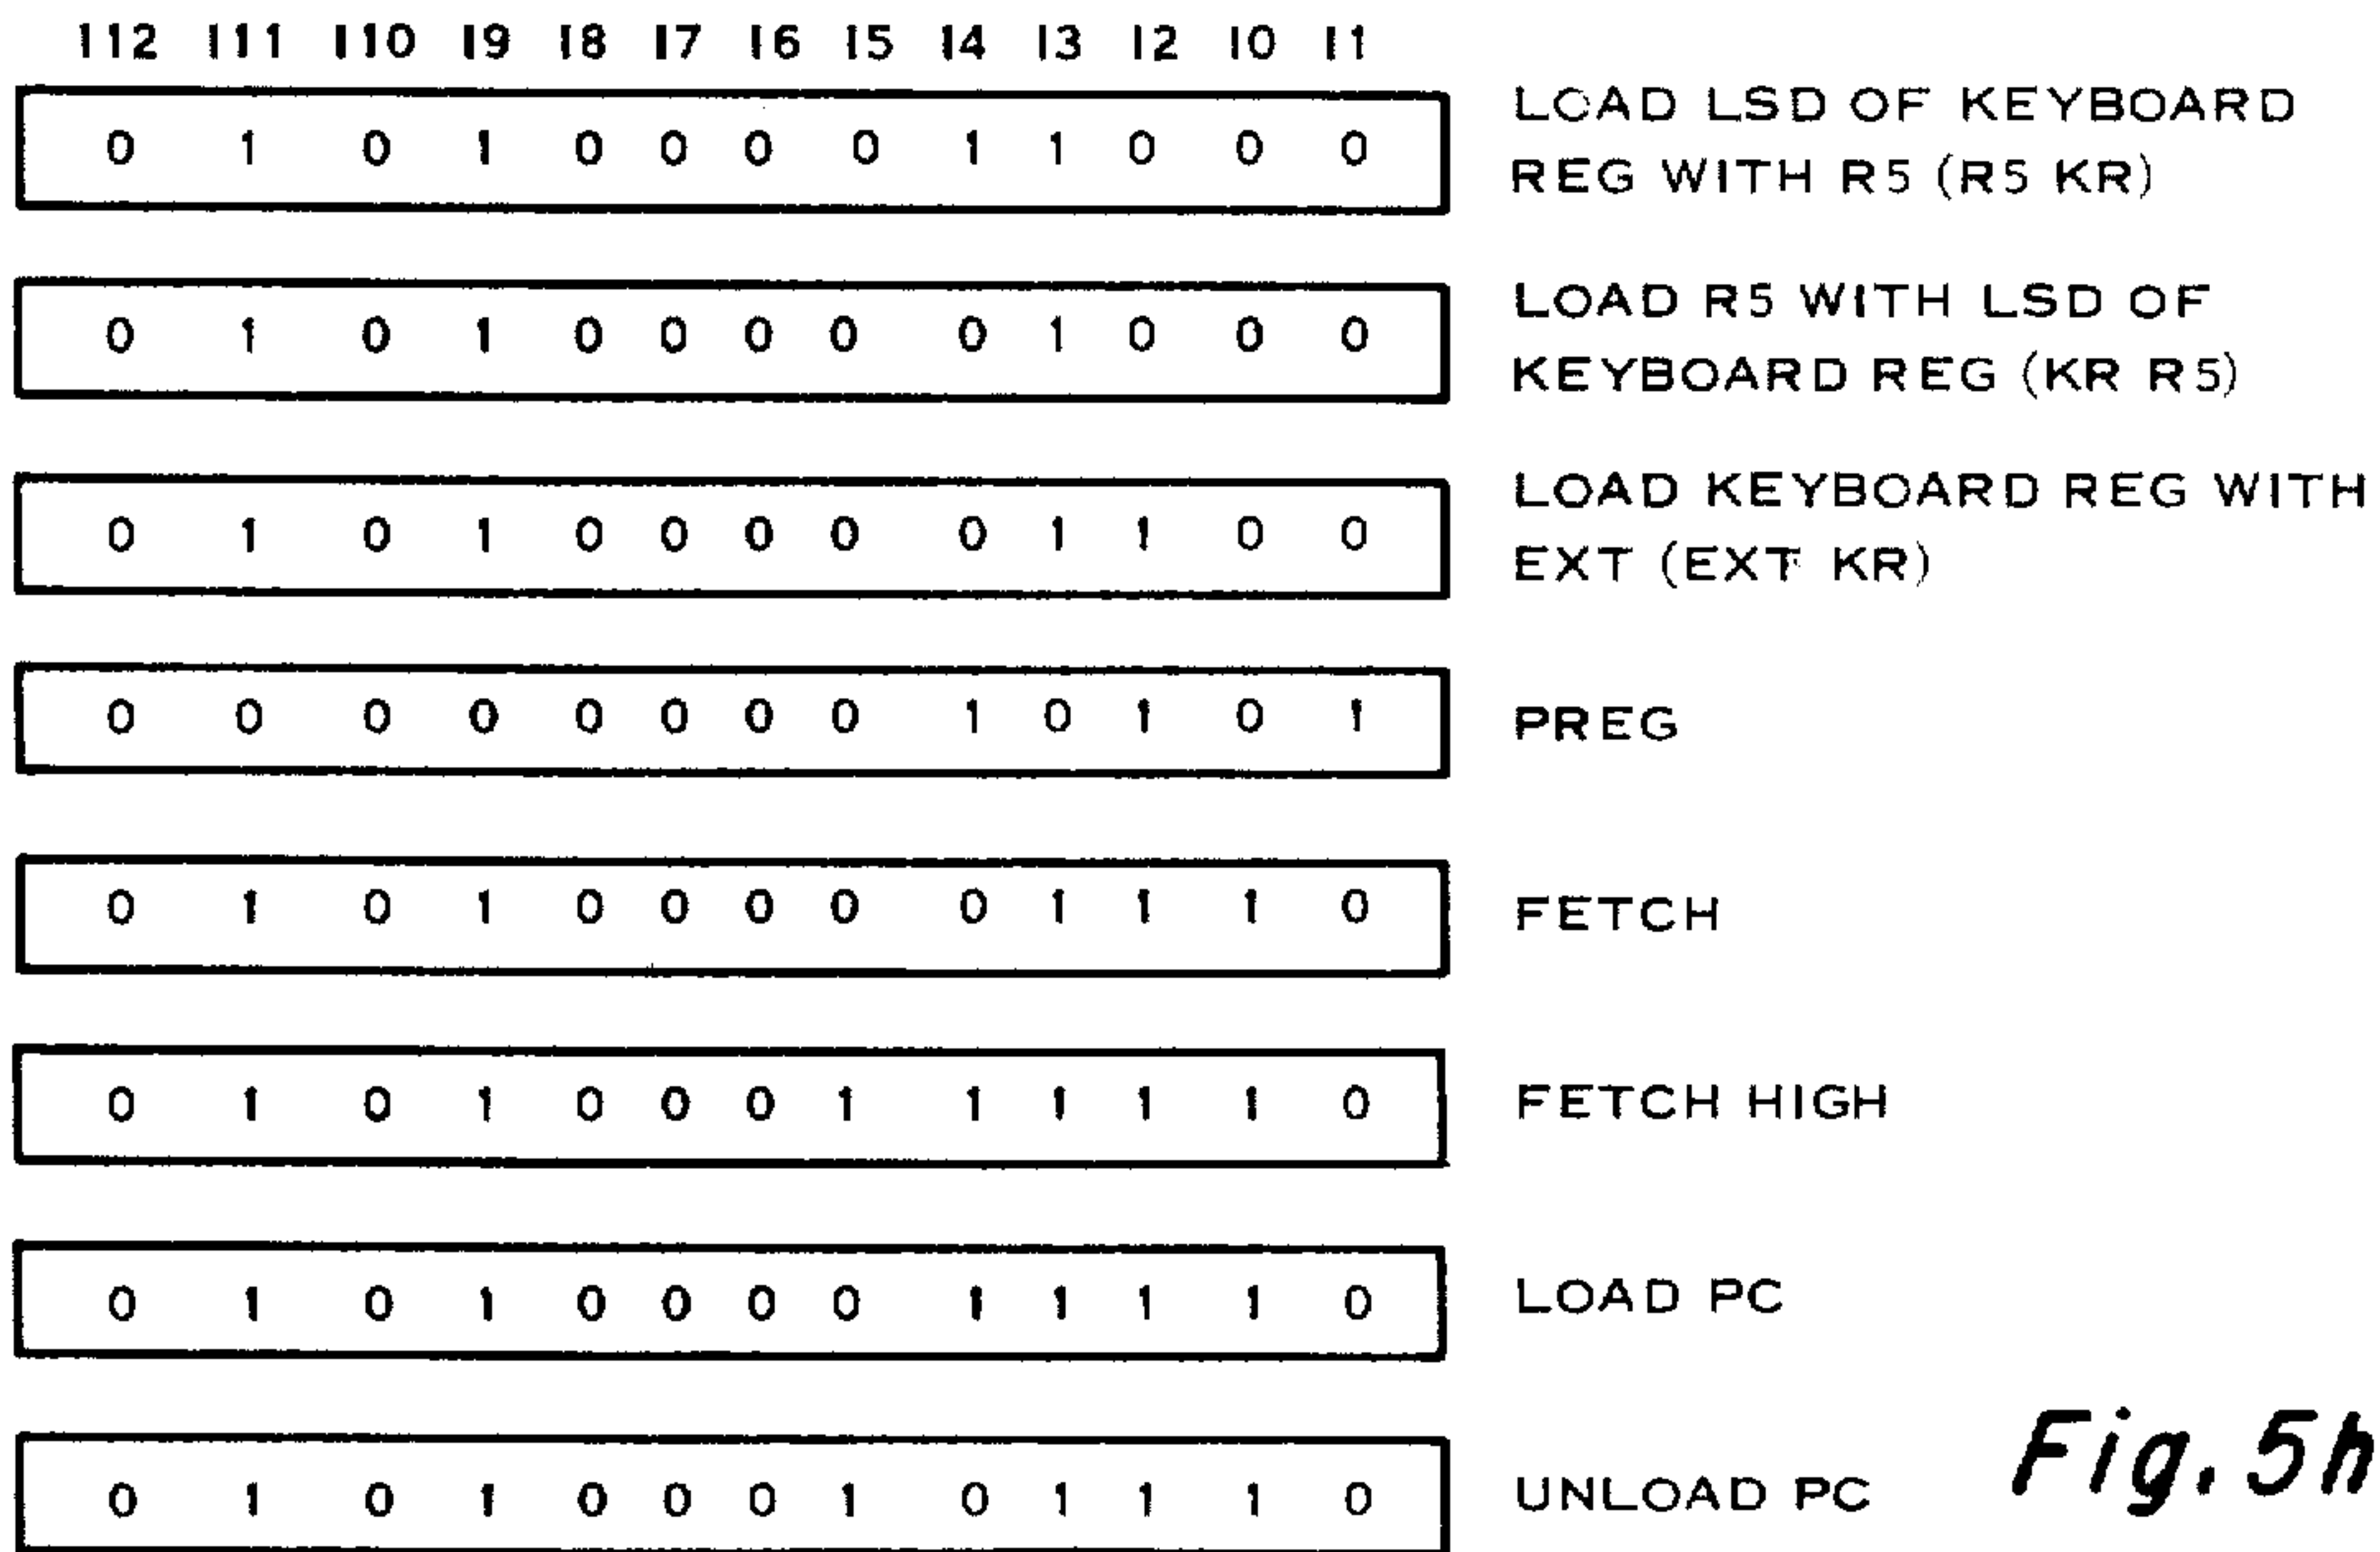 I12 I11 I10 I9 I8 I7 I6 I5 I4 I3 I2 I0 I1
0 1 0 1 0 0 0 0 1 1 0 0 0
LOAD LSD OF KEYBOARD
REG WITH R5 (R5 KR)
0 1 0 1 0 0 0 0 0 1 0 0 0
LOAD R5 WITH LSD OF
KEYBOARD REG (KR R5)
0 1 0 1 0 0 0 0 0 1 1 0 0
LOAD KEYBOARD REG WITH
EXT (EXT KR)
0 0 0 0 0 0 0 0 1 0 1 0 1
PREG
0 1 0 1 0 0 0 0 0 1 1 1 0
FETCH
0 1 0 1 0 0 0 1 1 1 1 1 0
FETCH HIGH
0 1 0 1 0 0 0 0 1 1 1 1 0
LOAD PC
0 1 0 1 0 0 0 1 0 1 1 1 0
UNLOAD PC
Fig. 5h